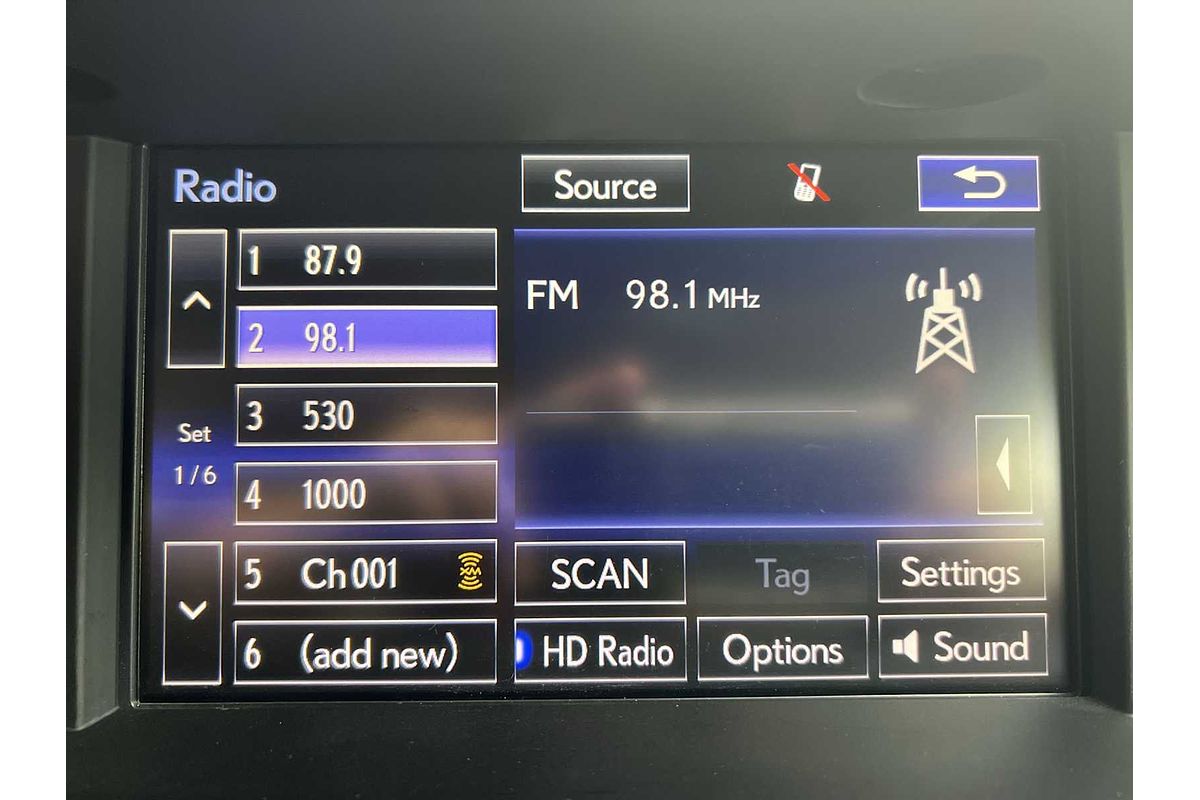 Radio
Source
1 87.9
2 98.1
3 530
4 1000
5 Ch 001 XM
6 (add new)
Set
1/6
FM 98.1 MHz
SCAN
Tag
Settings
HD Radio
Options
Sound